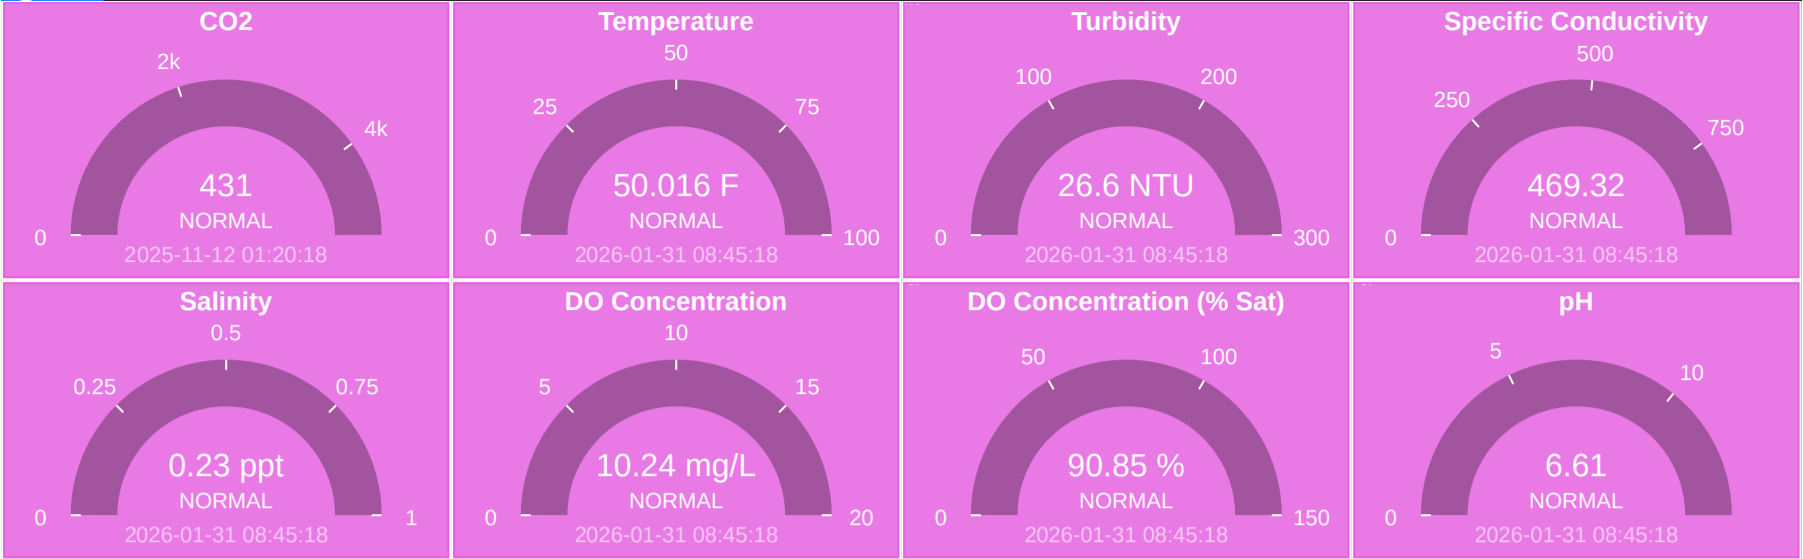 CO2
2k
4k
0
431
NORMAL
2025-11-12 01:20:18
Temperature
50
25
75
0
100
50.016 F
NORMAL
2026-01-31 08:45:18
Turbidity
100
200
0
300
26.6 NTU
NORMAL
2026-01-31 08:45:18
Specific Conductivity
500
250
750
0
469.32
NORMAL
2026-01-31 08:45:18
Salinity
0.5
0.25
0.75
0
1
0.23 ppt
NORMAL
2026-01-31 08:45:18
DO Concentration
10
5
15
0
20
10.24 mg/L
NORMAL
2026-01-31 08:45:18
DO Concentration (% Sat)
50
100
0
150
90.85 %
NORMAL
2026-01-31 08:45:18
pH
5
10
0
6.61
NORMAL
2026-01-31 08:45:18